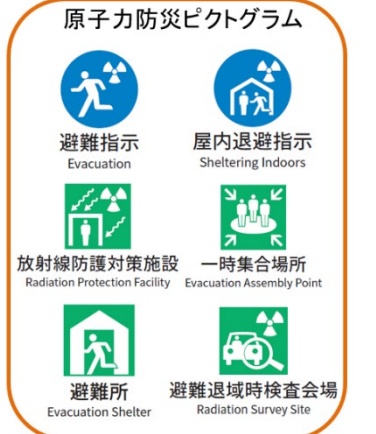 原子力防災ピクトグラム
避難指示
Evacuation
屋内退避指示
Sheltering Indoors
放射線防護対策施設
Radiation Protection Facility
一時集合場所
Evacuation Assembly Point
避難所
Evacuation Shelter
避難退域時検査会場
Radiation Survey Site